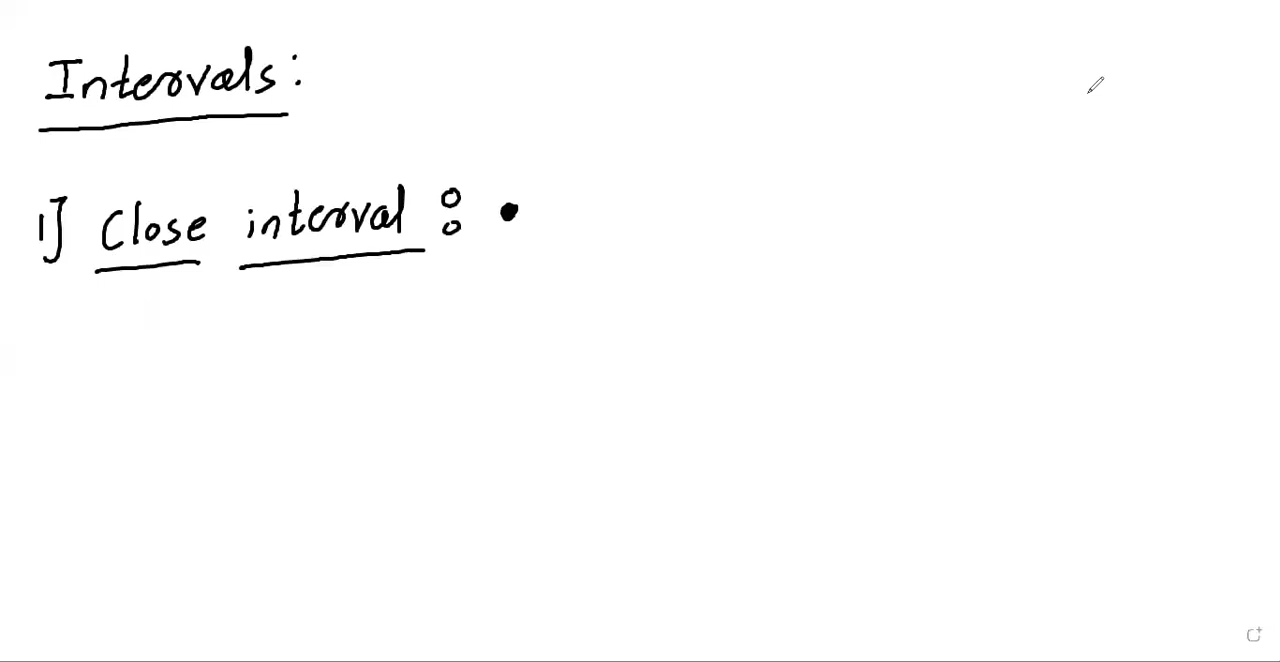 Intervals:
1] Close interval : •